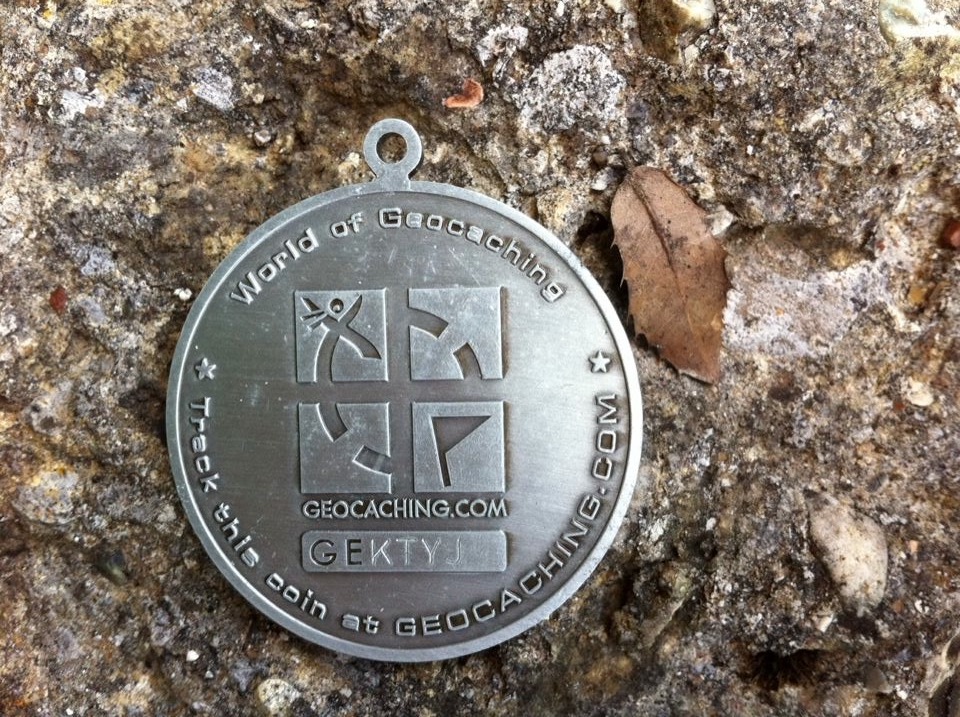 World of Geocaching
GEOCACHING.COM
GEKTYJ
Track this coin at GEOCACHING.COM